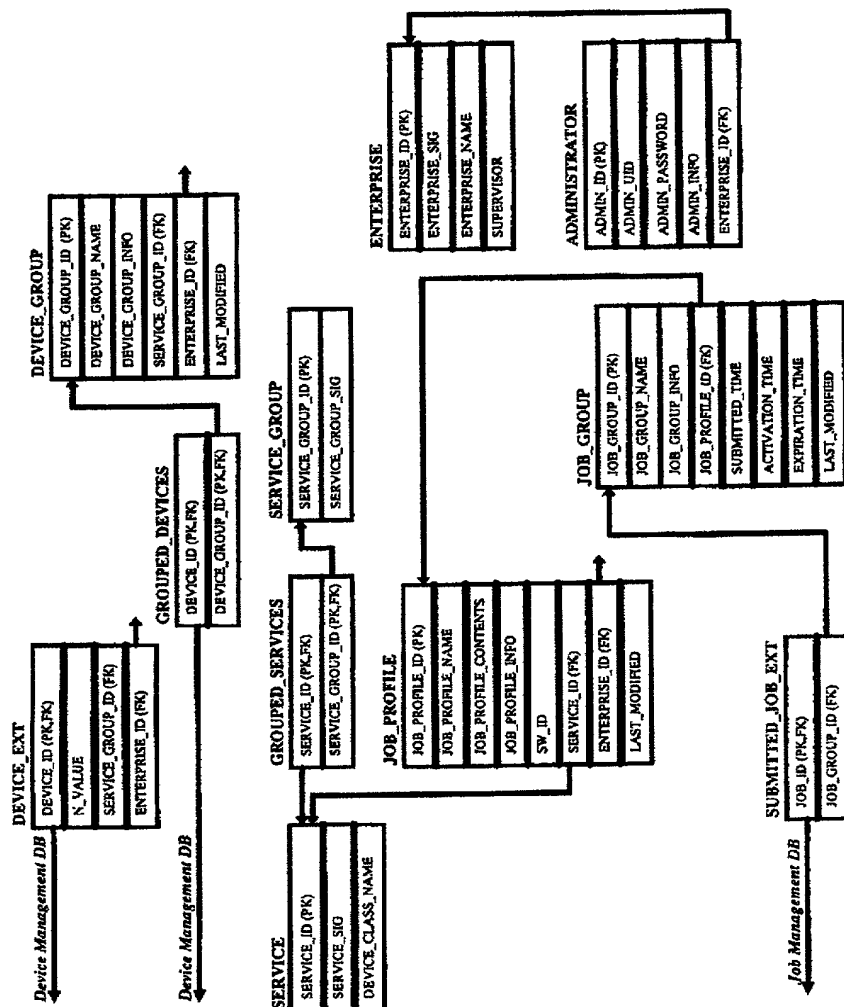 DEVICE_EXT
DEVICE_ID (PK,FK)
N_VALUE
SERVICE_GROUP_ID (FK)
ENTERPRISE_ID (FK)
Device Management DB
GROUPED_DEVICES
DEVICE_ID (PK,FK)
DEVICE_GROUP_ID (PK,FK)
Device Management DB
DEVICE_GROUP
DEVICE_GROUP_ID (PK)
DEVICE_GROUP_NAME
DEVICE_GROUP_INFO
SERVICE_GROUP_ID (FK)
ENTERPRISE_ID (FK)
LAST_MODIFIED
SERVICE
SERVICE_ID (PK)
SERVICE_SIG
DEVICE_CLASS_NAME
GROUPED_SERVICES
SERVICE_ID (PK,FK)
SERVICE_GROUP_ID (PK,FK)
SERVICE_GROUP
SERVICE_GROUP_ID (PK)
SERVICE_GROUP_SIG
JOB_PROFILE
JOB_PROFILE_ID (PK)
JOB_PROFILE_NAME
JOB_PROFILE_CONTENTS
JOB_PROFILE_INFO
SW_ID
SERVICE_ID (FK)
ENTERPRISE_ID (FK)
LAST_MODIFIED
ENTERPRISE
ENTERPRISE_ID (PK)
ENTERPRISE_SIG
ENTERPRISE_NAME
SUPERVISOR
ADMINISTRATOR
ADMIN_ID (PK)
ADMIN_UID
ADMIN_PASSWORD
ADMIN_INFO
ENTERPRISE_ID (FK)
JOB_GROUP
JOB_GROUP_ID (PK)
JOB_GROUP_NAME
JOB_GROUP_INFO
JOB_PROFILE_ID (FK)
SUBMITTED_TIME
ACTIVATION_TIME
EXPIRATION_TIME
LAST_MODIFIED
SUBMITTED_JOB_EXT
JOB_ID (PK,FK)
JOB_GROUP_ID (FK)
Job Management DB